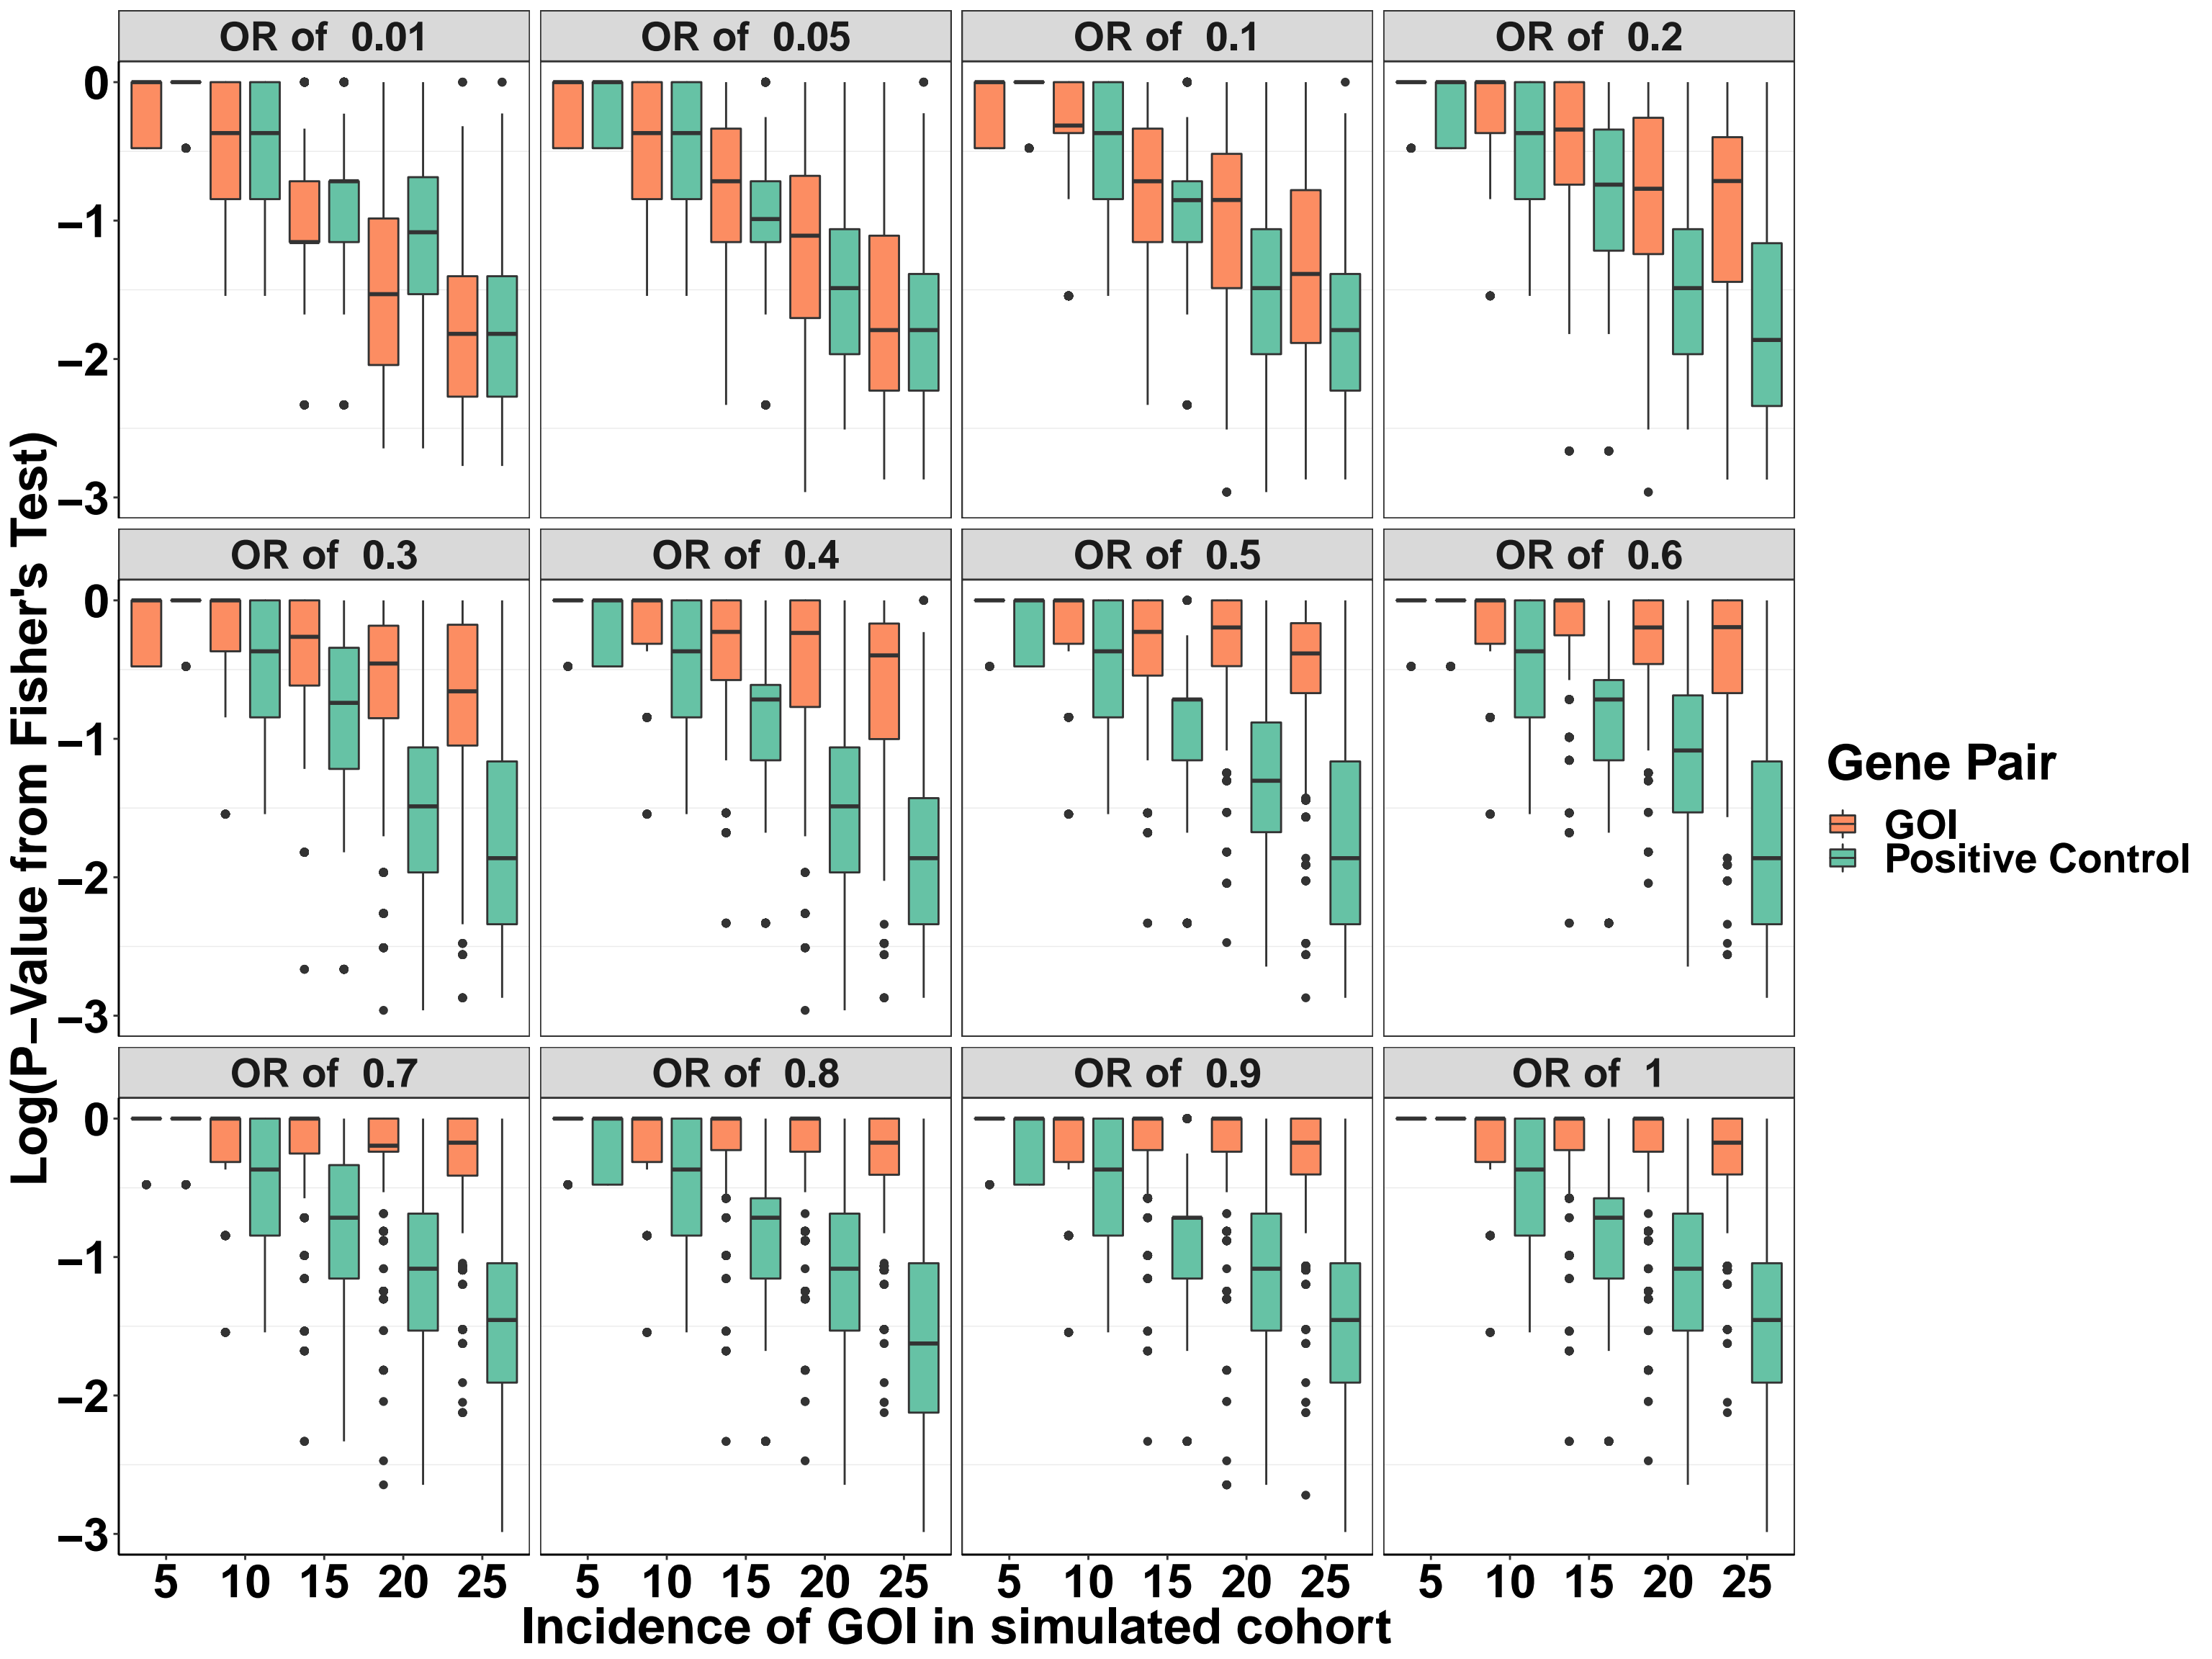 OR of 0.01
OR of 0.05
OR of 0.1
OR of 0.2
0
−1
−2
−3
OR of 0.3
OR of 0.4
OR of 0.5
OR of 0.6
0
−1
−2
−3
OR of 0.7
OR of 0.8
OR of 0.9
OR of 1
0
−1
−2
−3
5 10 15 20 25
5 10 15 20 25
5 10 15 20 25
5 10 15 20 25
Incidence of GOI in simulated cohort
Log(P−Value from Fisher's Test)
Gene Pair
GOI
Positive Control